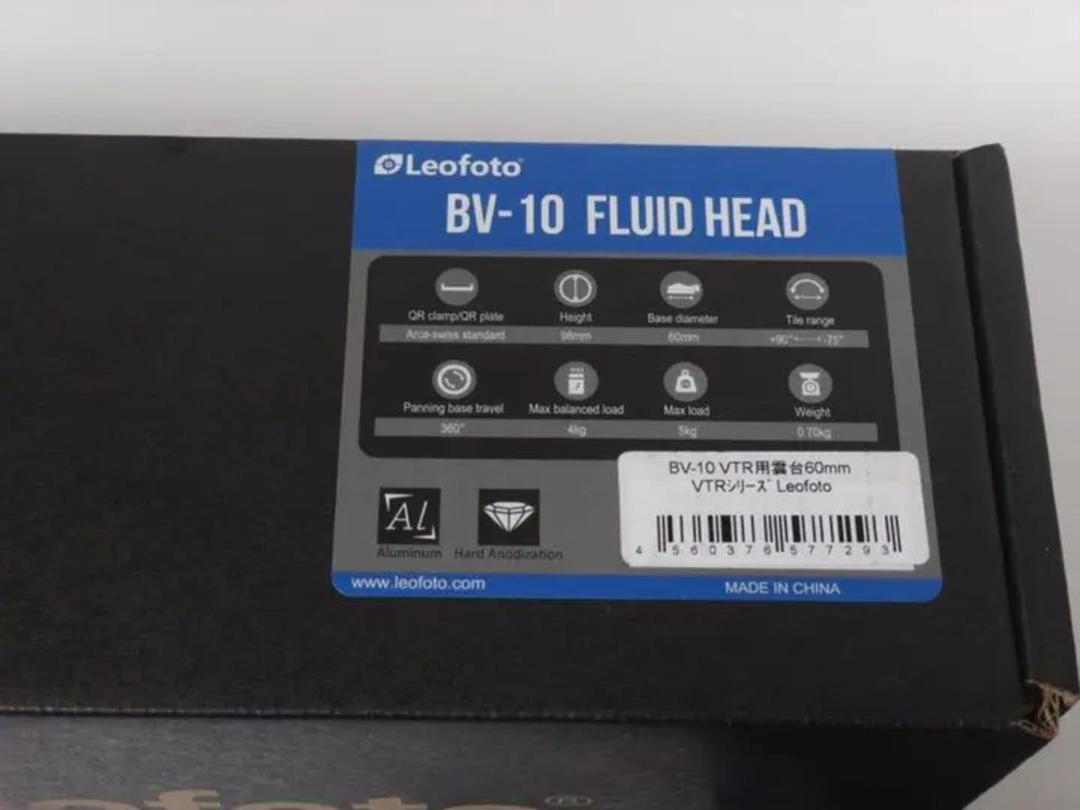 Leofoto
BV-10 FLUID HEAD
QR clamp/QR plate Height Base diameter Tile range
Arca-swiss standard 98mm 60mm +90°←···→-75°
Panning base travel Max balanced load Max load Weight
360° 4kg 5kg 0.70kg
BV-10 VTR用雲台60mm
VTRシリーズ Leofoto
4 560376 577293
Al
Aluminum Hard Anodization
www.leofoto.com MADE IN CHINA